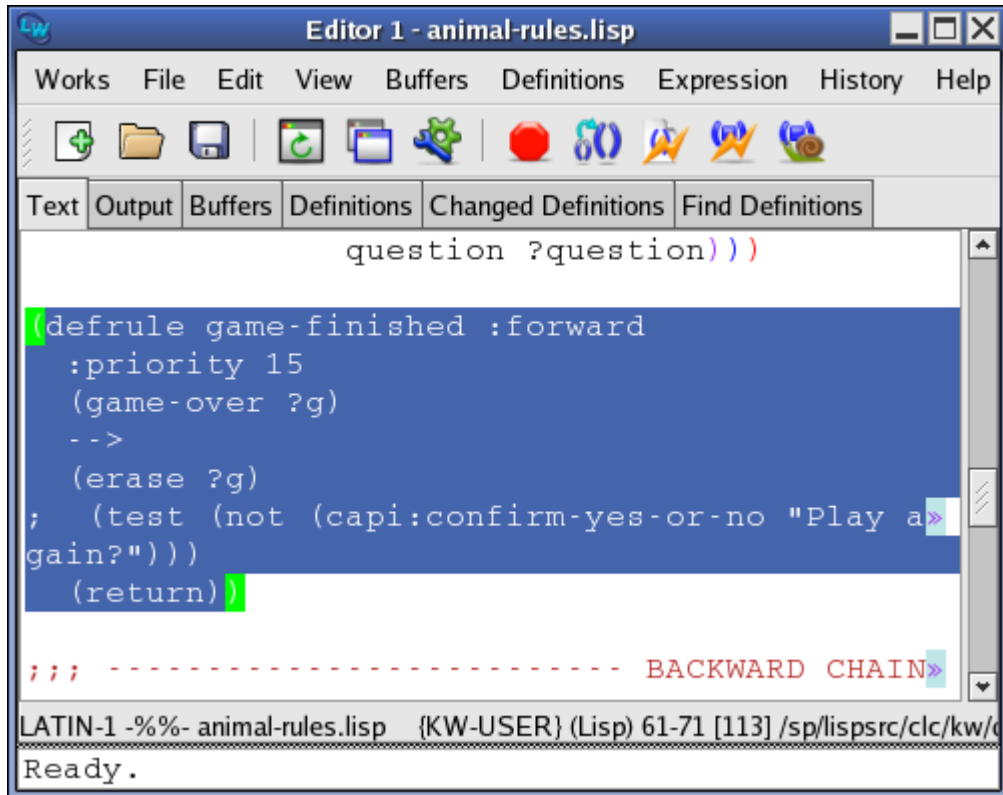 LW
Editor 1 - animal-rules.lisp
Works File Edit View Buffers Definitions Expression History Help
Text Output Buffers Definitions Changed Definitions Find Definitions
question ?question)))
(defrule game-finished :forward
:priority 15
(game-over ?g)
-->
(erase ?g)
; (test (not (capi:confirm-yes-or-no "Play a»
gain?")))
(return))
;;; --------------------------- BACKWARD CHAIN»
LATIN-1 -%%- animal-rules.lisp {KW-USER} (Lisp) 61-71 [113] /sp/lispsrc/clc/kw/
Ready.